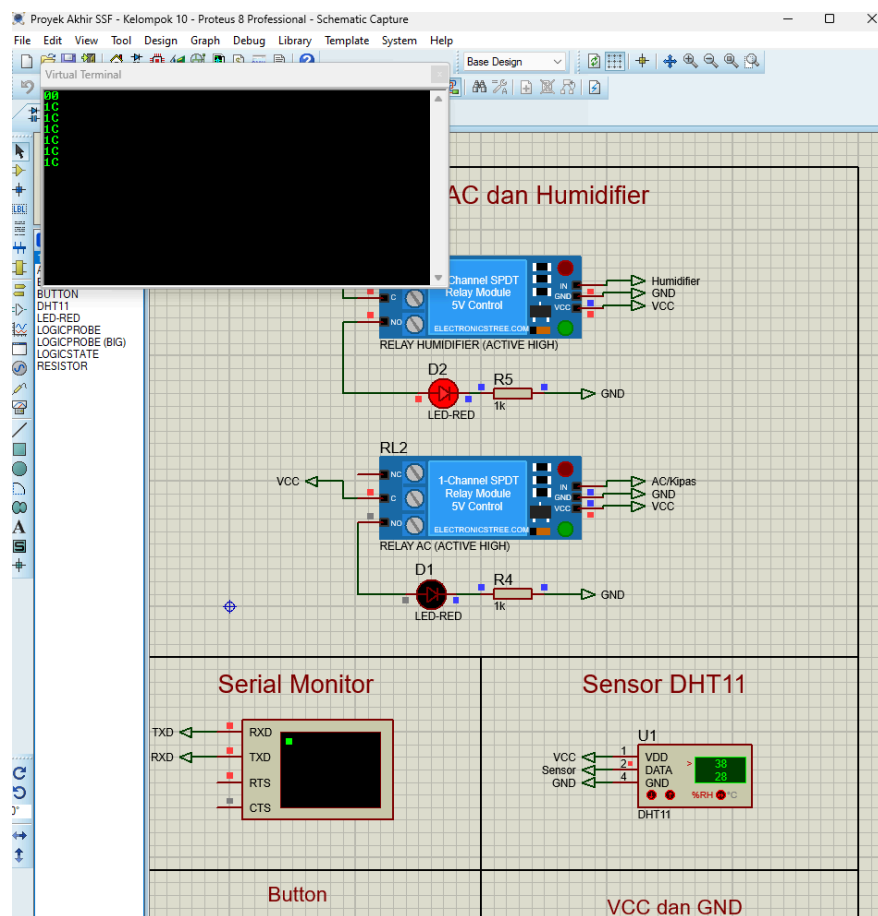 Proyek Akhir SSF - Kelompok 10 - Proteus 8 Professional - Schematic Capture
File Edit View Tool Design Graph Debug Library Template System Help
Base Design
Virtual Terminal
00
1C
1C
1C
1C
1C
1C
LBL
A
S
BUTTON
DHT11
LED-RED
LOGICPROBE
LOGICPROBE (BIG)
LOGICSTATE
RESISTOR
AC dan Humidifier
Channel SPDT
Relay Module
5V Control
ELECTRONICSTREE.COM
C
NO
IN
GND
VCC
Humidifier
GND
VCC
RELAY HUMIDIFIER (ACTIVE HIGH)
D2
LED-RED
R5
1k
GND
RL2
VCC
NC
C
NO
1-Channel SPDT
Relay Module
5V Control
ELECTRONICSTREE.COM
IN
GND
VCC
AC/Kipas
GND
VCC
RELAY AC (ACTIVE HIGH)
D1
LED-RED
R4
1k
GND
Serial Monitor
TXD
RXD
RXD
TXD
RTS
CTS
Sensor DHT11
U1
VCC 1 VDD
Sensor 2 DATA
GND 4 GND
> 38
28
%RH °C
DHT11
Button
VCC dan GND